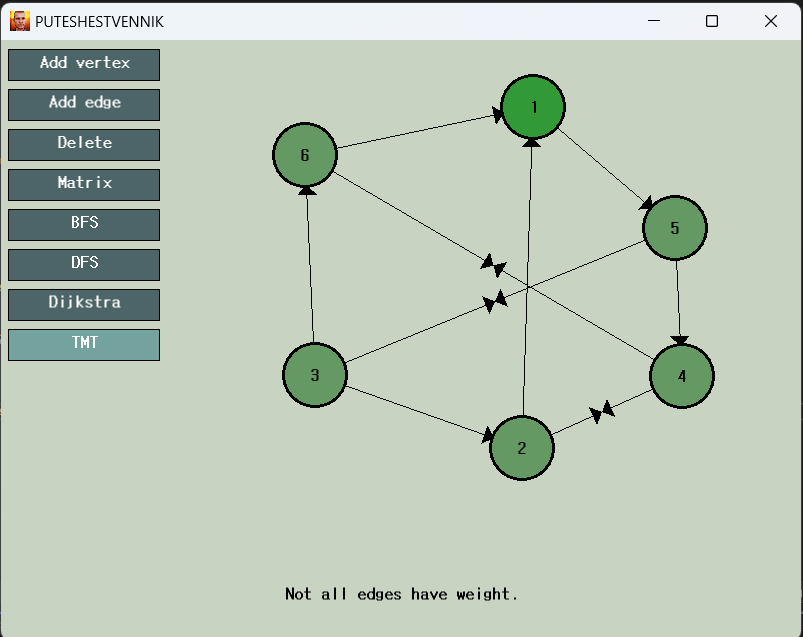 PUTESHESTVENNIK
Add vertex
Add edge
Delete
Matrix
BFS
DFS
Dijkstra
TMT
1
6
5
3
4
2
Not all edges have weight.